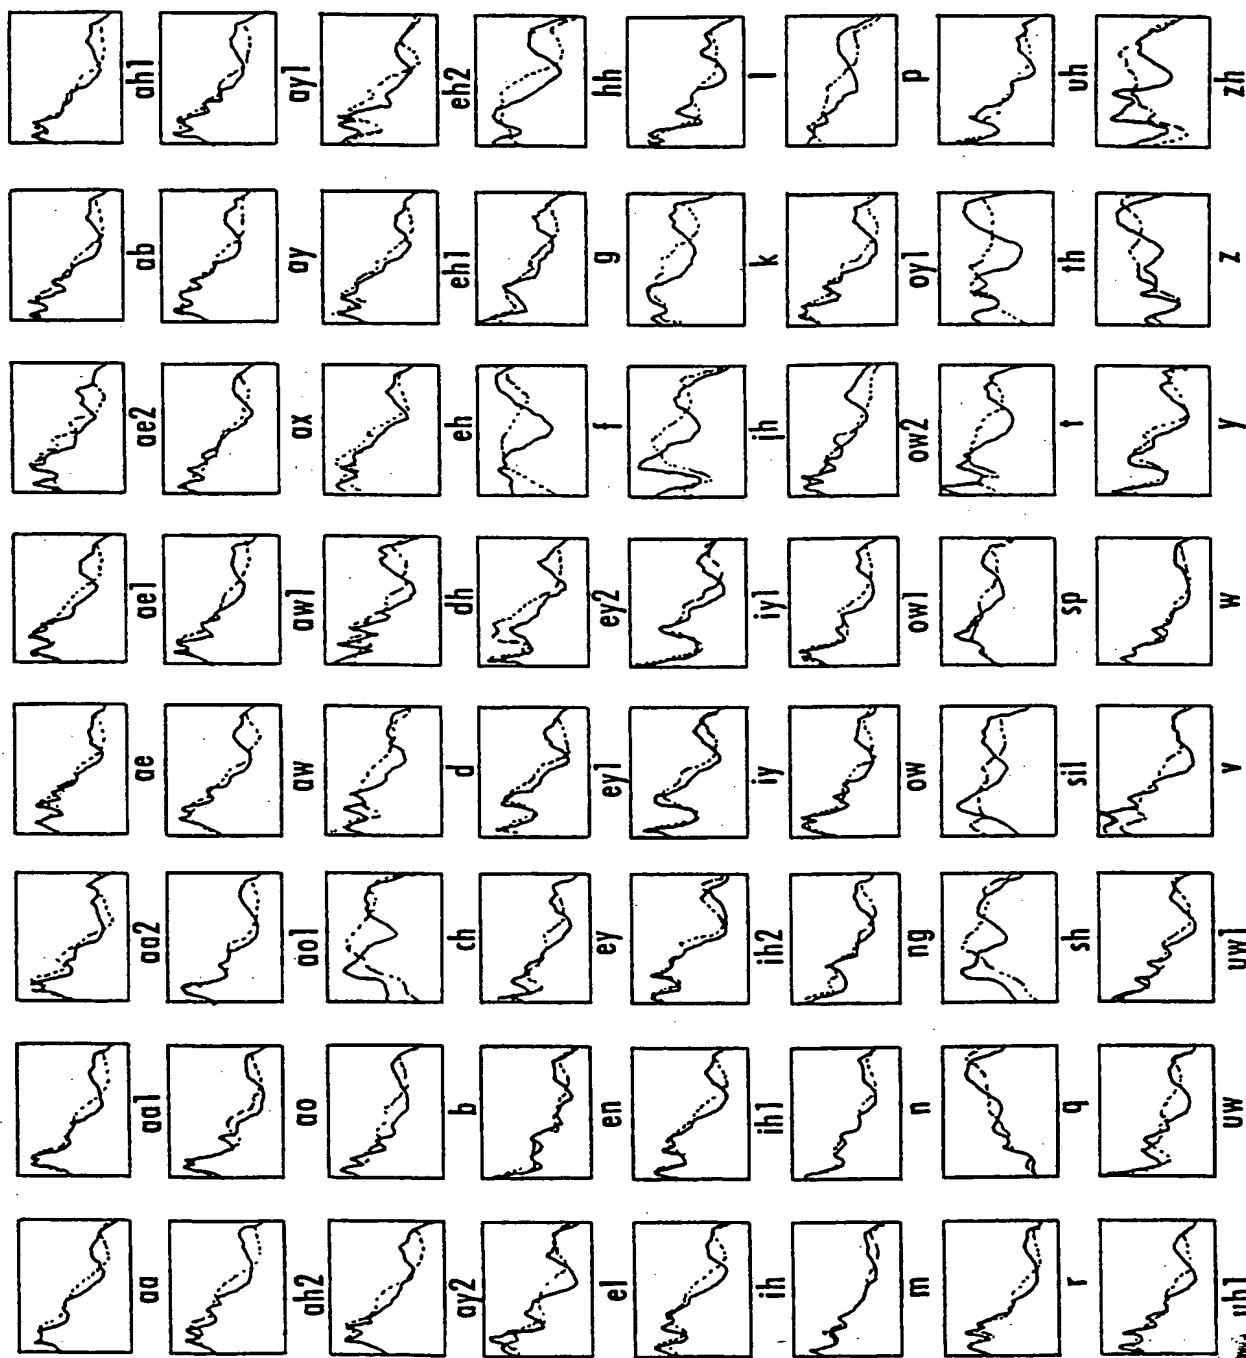 aa aa1 aa2 ae ae1 ae2 ab ah1
ah2 ao ao1 aw aw1 ax ay ay1
ay2 b ch d dh eh eh1 eh2
el en ey ey1 ey2 f g hh
ih ih1 ih2 iy iy1 jh k l
m n ng ow ow1 ow2 oy1 p
r q sh sil sp t th uh
uh1 uw uw1 v w y z zh